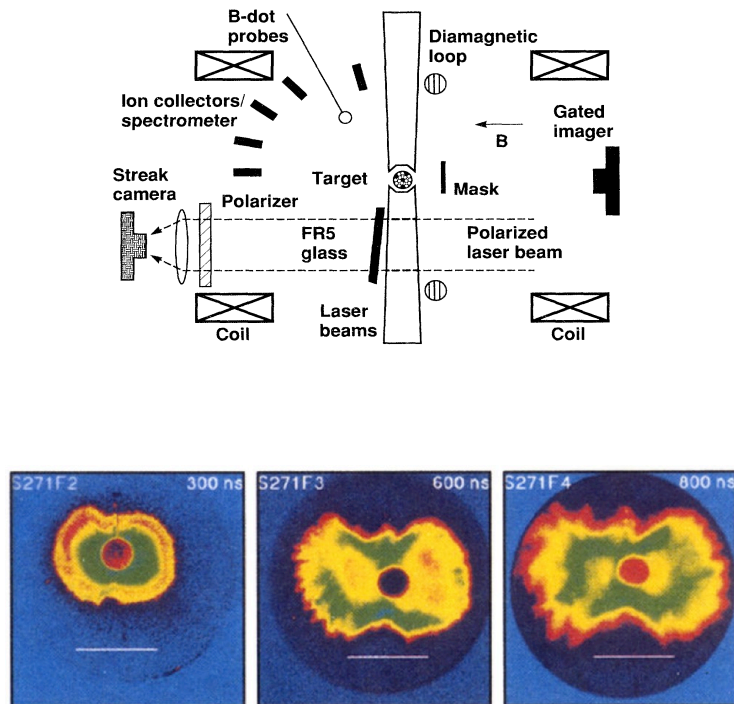 B-dot
probes
Diamagnetic
loop
Ion collectors/
spectrometer
Gated
imager
B
Streak
camera
Target
Mask
Polarizer
FR5
glass
Polarized
laser beam
Laser
beams
Coil
Coil
S271F2 300 ns
S271F3 600 ns
S271F4 800 ns